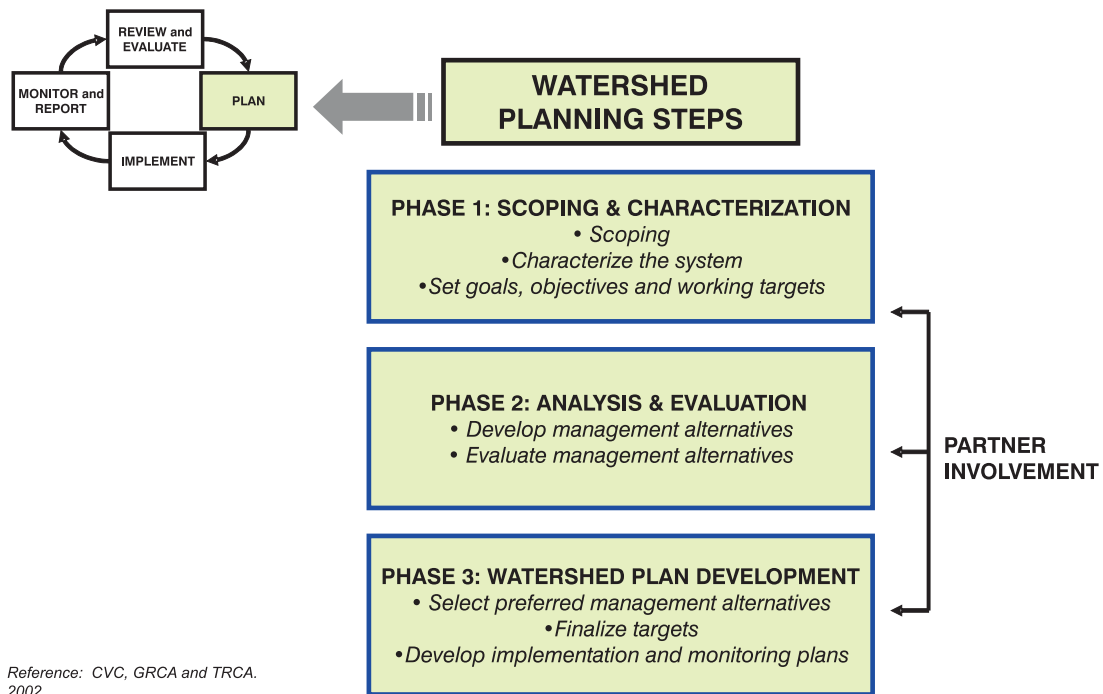 REVIEW and
EVALUATE
MONITOR and
REPORT
PLAN
IMPLEMENT
WATERSHED
PLANNING STEPS
PHASE 1: SCOPING & CHARACTERIZATION
• Scoping
•Characterize the system
•Set goals, objectives and working targets
PHASE 2: ANALYSIS & EVALUATION
• Develop management alternatives
• Evaluate management alternatives
PARTNER
INVOLVEMENT
PHASE 3: WATERSHED PLAN DEVELOPMENT
• Select preferred management alternatives
•Finalize targets
•Develop implementation and monitoring plans
Reference: CVC, GRCA and TRCA.
2002